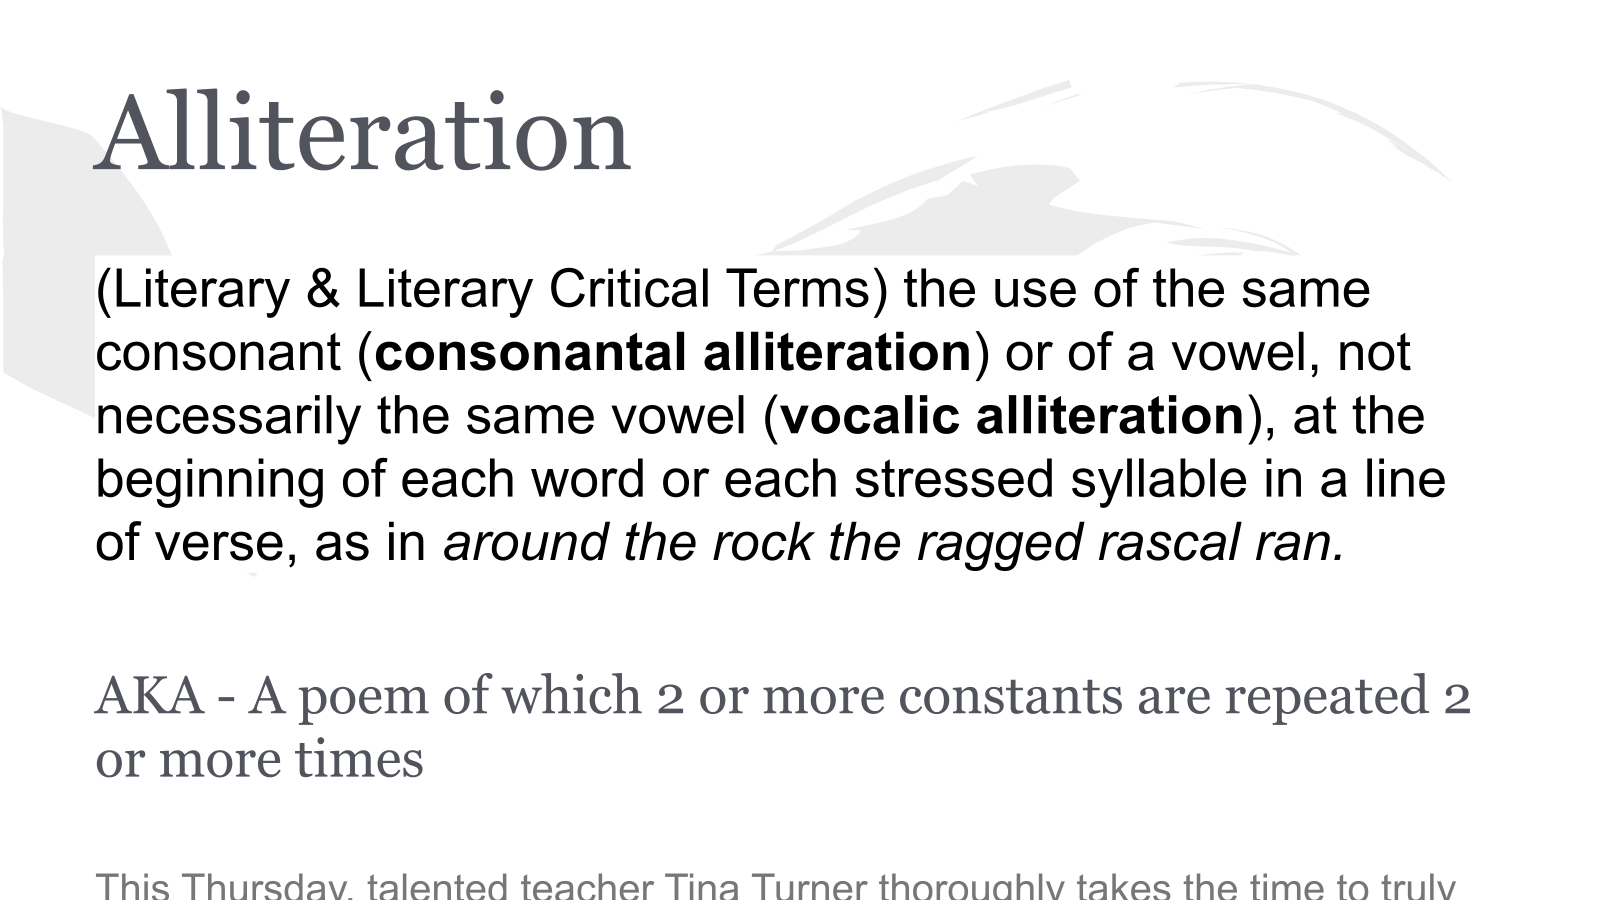 Alliteration
(Literary & Literary Critical Terms) the use of the same
consonant (consonantal alliteration) or of a vowel, not
necessarily the same vowel (vocalic alliteration), at the
beginning of each word or each stressed syllable in a line
of verse, as in around the rock the ragged rascal ran.
AKA - A poem of which 2 or more constants are repeated 2
or more times
This Thursday, talented teacher Tina Turner thoroughly takes the time to truly